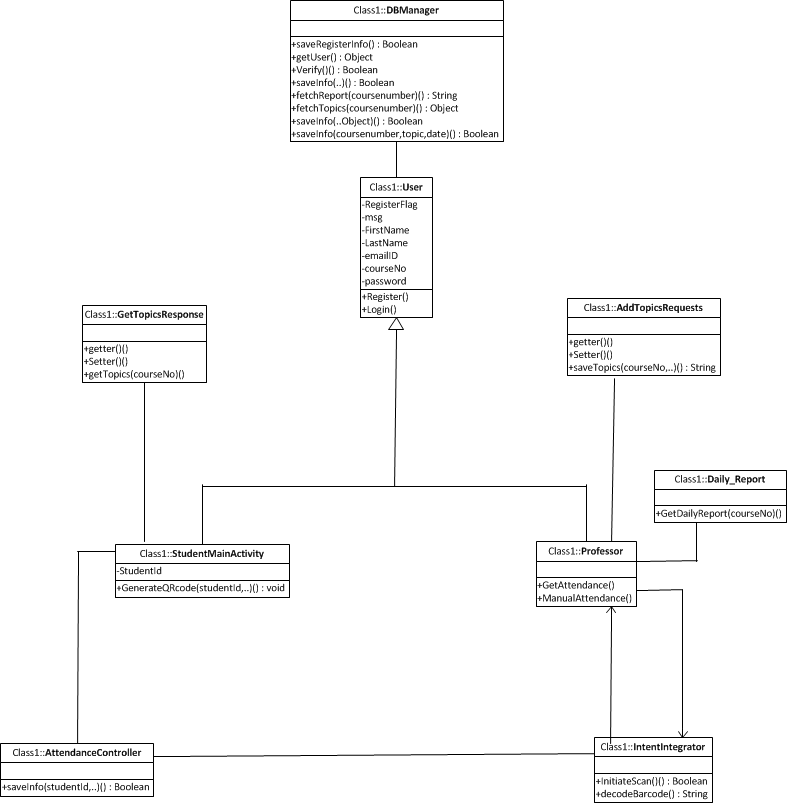 Class1::DBManager
+saveRegisterInfo() : Boolean
+getUser() : Object
+Verify()() : Boolean
+saveInfo(..)() : Boolean
+fetchReport(coursenumber)() : String
+fetchTopics(coursenumber)() : Object
+saveInfo(..Object)() : Boolean
+saveInfo(coursenumber,topic,date)() : Boolean
Class1::User
-RegisterFlag
-msg
-FirstName
-LastName
-emailID
-courseNo
-password
+Register()
+Login()
Class1::GetTopicsResponse
+getter()()
+Setter()()
+getTopics(courseNo)()
Class1::AddTopicsRequests
+getter()()
+Setter()()
+saveTopics(courseNo,..)() : String
Class1::Daily_Report
+GetDailyReport(courseNo)()
Class1::StudentMainActivity
-StudentId
+GenerateQRcode(studentId,..)() : void
Class1::Professor
+GetAttendance()
+ManualAttendance()
Class1::AttendanceController
+saveInfo(studentId,..)() : Boolean
Class1::IntentIntegrator
+InitiateScan()() : Boolean
+decodeBarcode() : String